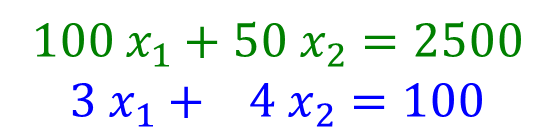 100 x₁ + 50 x₂ = 2500
3 x₁ + 4 x₂ = 100